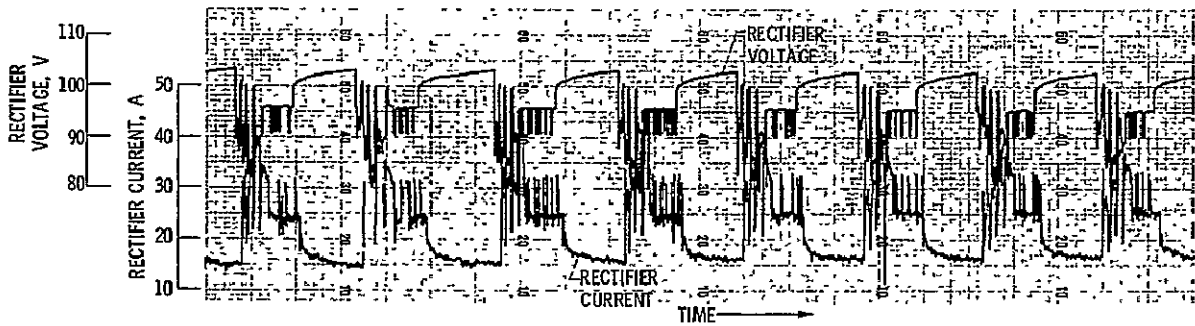 RECTIFIER
VOLTAGE, V
110
100
90
80
RECTIFIER CURRENT, A
50
40
30
20
10
RECTIFIER
VOLTAGE
RECTIFIER
CURRENT
TIME